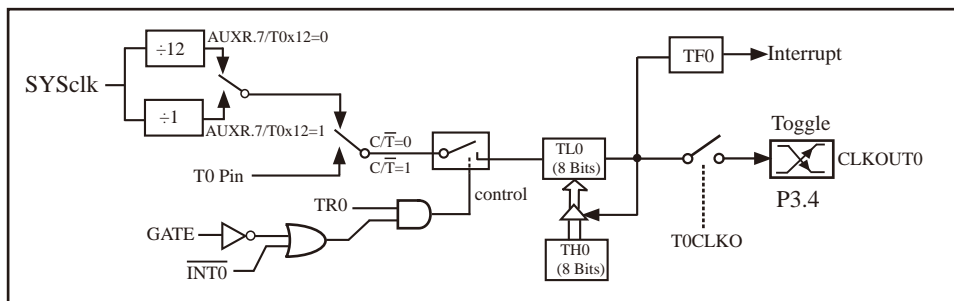 ÷12
AUXR.7/T0x12=0
SYSclk
÷1
AUXR.7/T0x12=1
T0 Pin
C/T̅=0
C/T̅=1
control
TR0
GATE
I̅N̅T̅0̅
TL0
(8 Bits)
TH0
(8 Bits)
TF0
Interrupt
Toggle
CLKOUT0
P3.4
T0CLKO